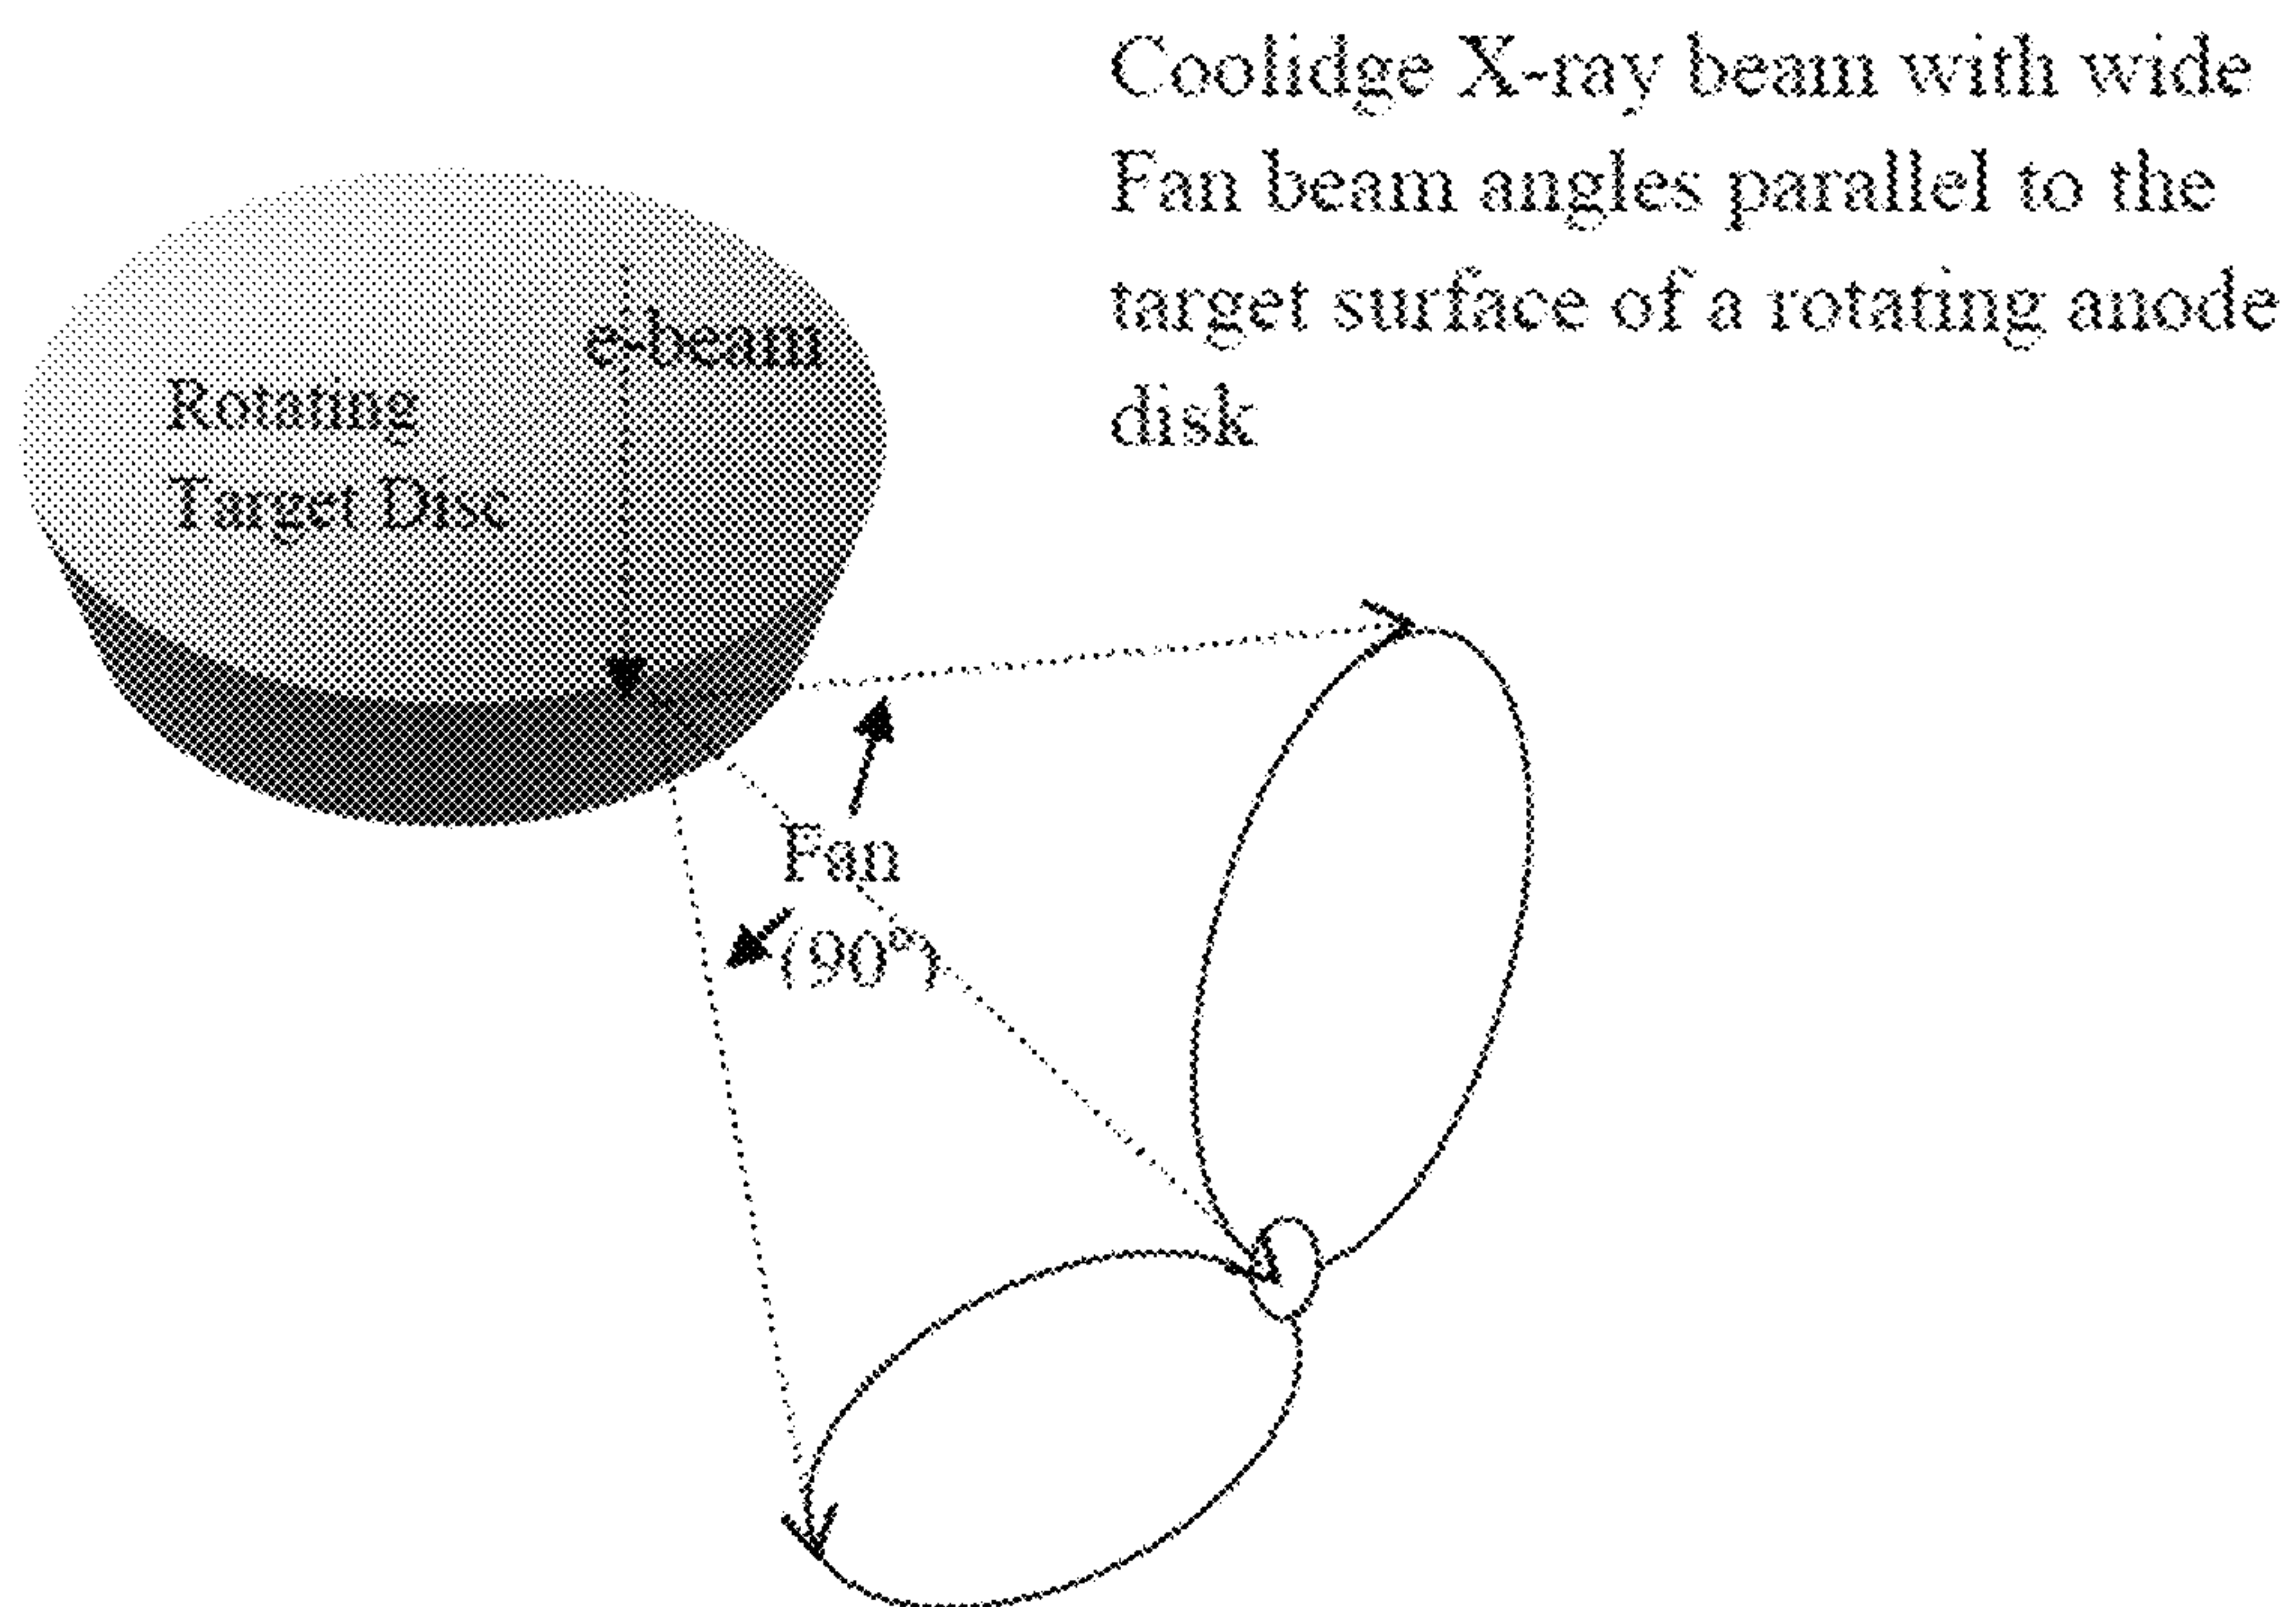 Coolidge X-ray beam with wide
Fan beam angles parallel to the
target surface of a rotating anode
disk
e-beam
Rotating
Target Disc
Fan
(90°)